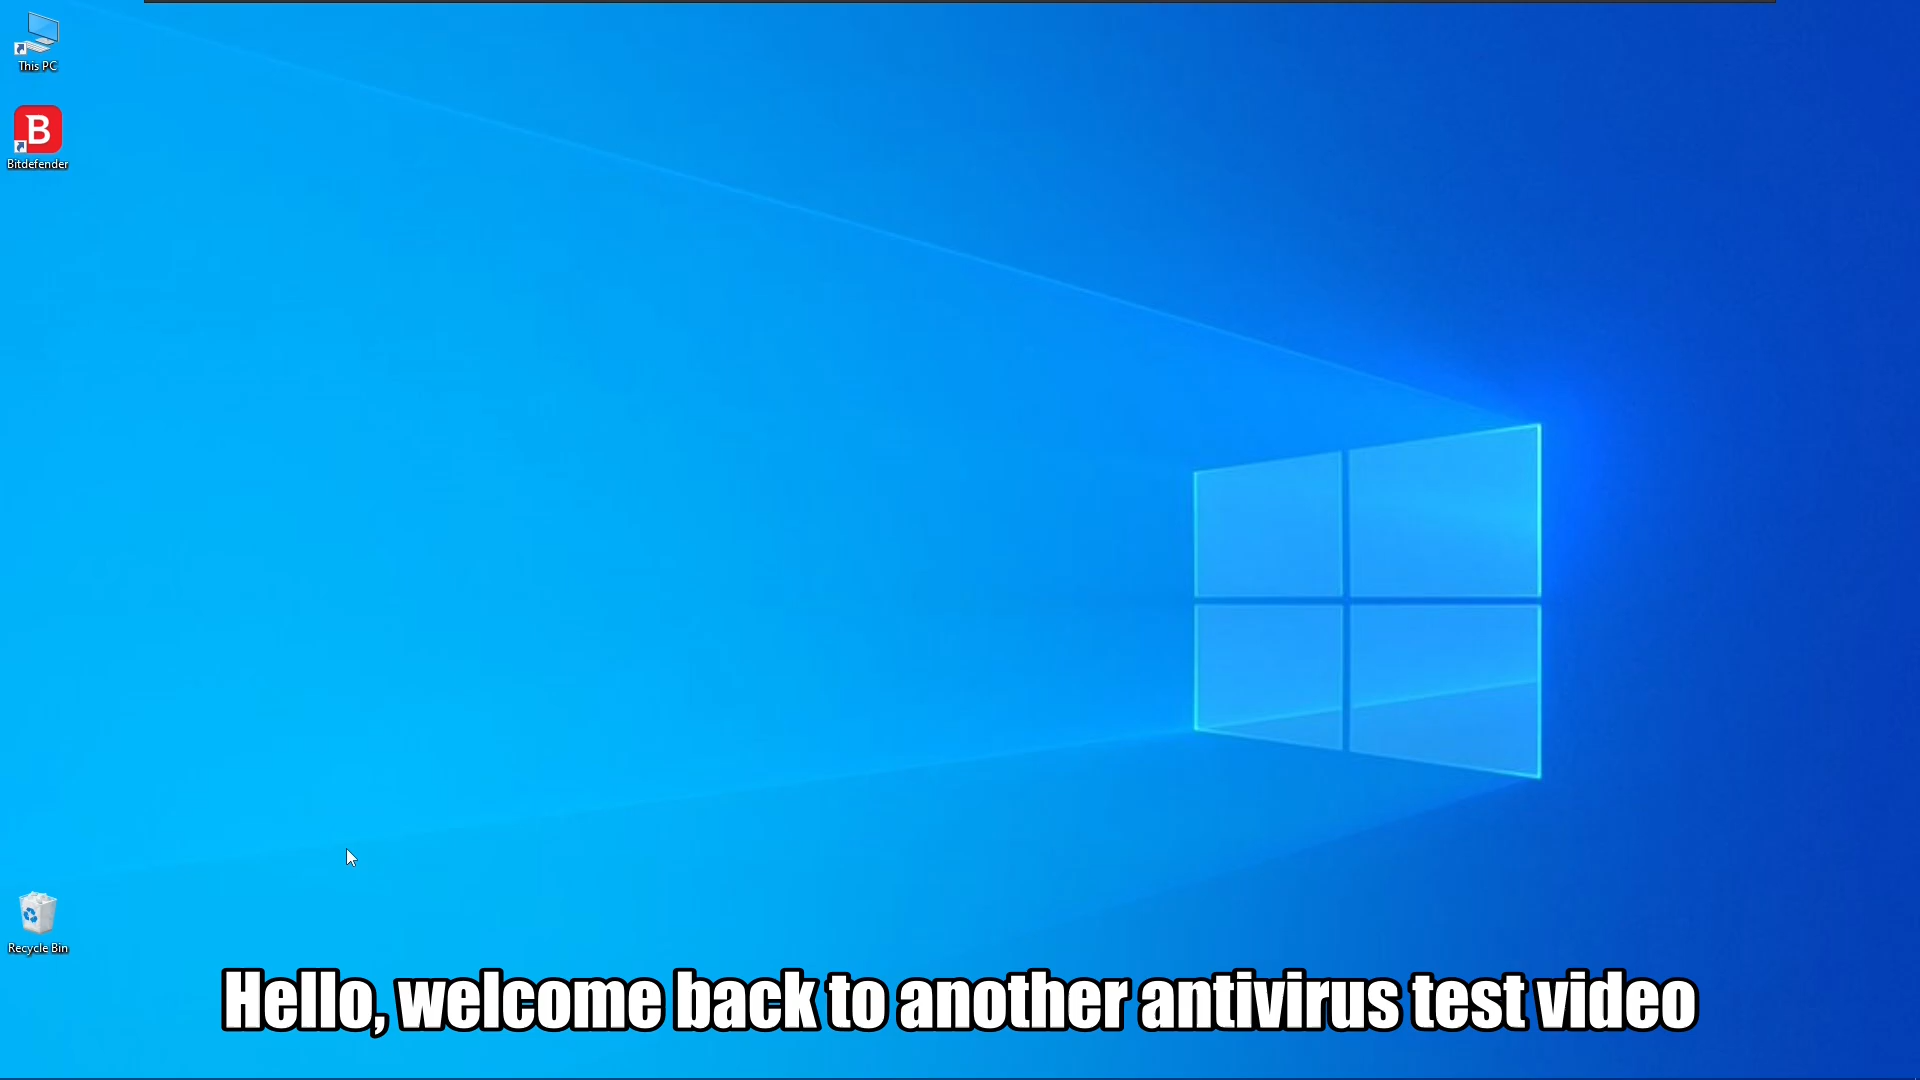 This PC
B
Bitdefender
Recycle Bin
Hello, welcome back to another antivirus test video